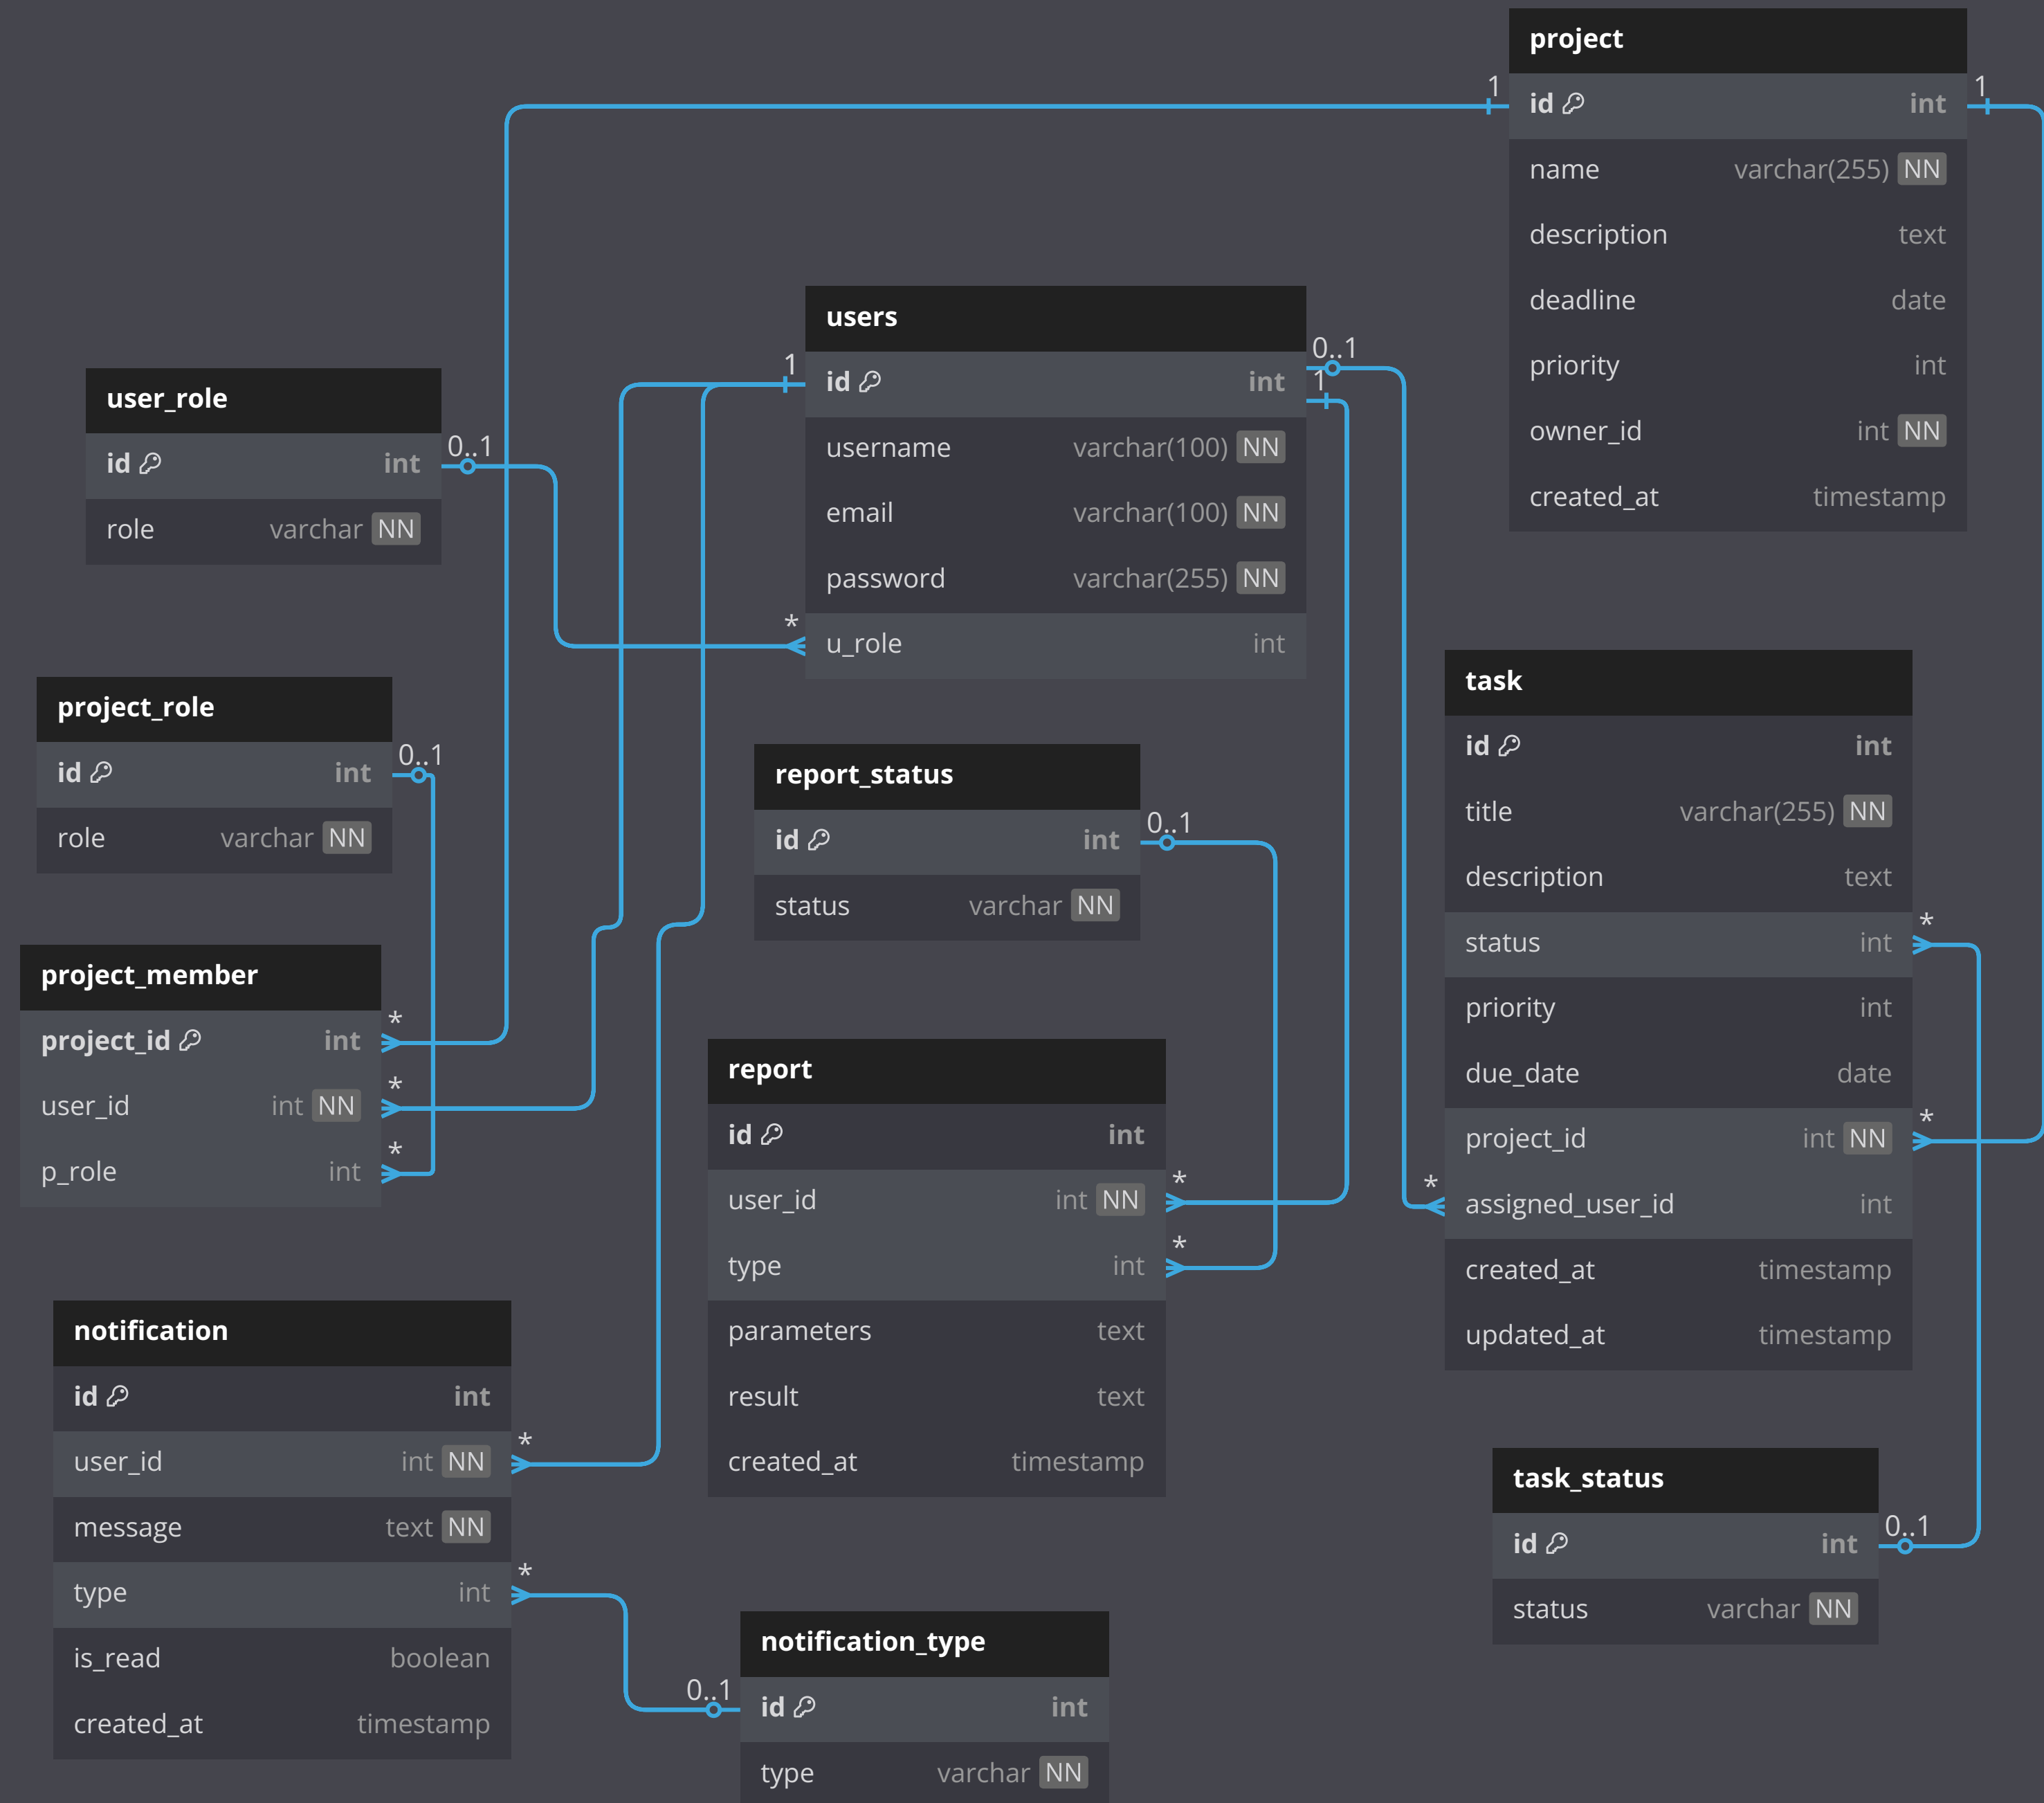 project
1
id int
1
name varchar(255) NN
description text
deadline date
priority int
owner_id int NN
created_at timestamp
users
1
id int
0..1
1
username varchar(100) NN
email varchar(100) NN
password varchar(255) NN
*
u_role int
user_role
id int
0..1
role varchar NN
project_role
id int
0..1
role varchar NN
report_status
id int
0..1
status varchar NN
task
id int
title varchar(255) NN
description text
status int
*
priority int
due_date date
project_id int NN
*
*
assigned_user_id int
created_at timestamp
updated_at timestamp
project_member
project_id int
*
user_id int NN
*
p_role int
*
report
id int
user_id int NN
*
type int
*
parameters text
result text
created_at timestamp
notification
id int
user_id int NN
*
message text NN
type int
*
is_read boolean
created_at timestamp
task_status
id int
0..1
status varchar NN
notification_type
0..1
id int
type varchar NN